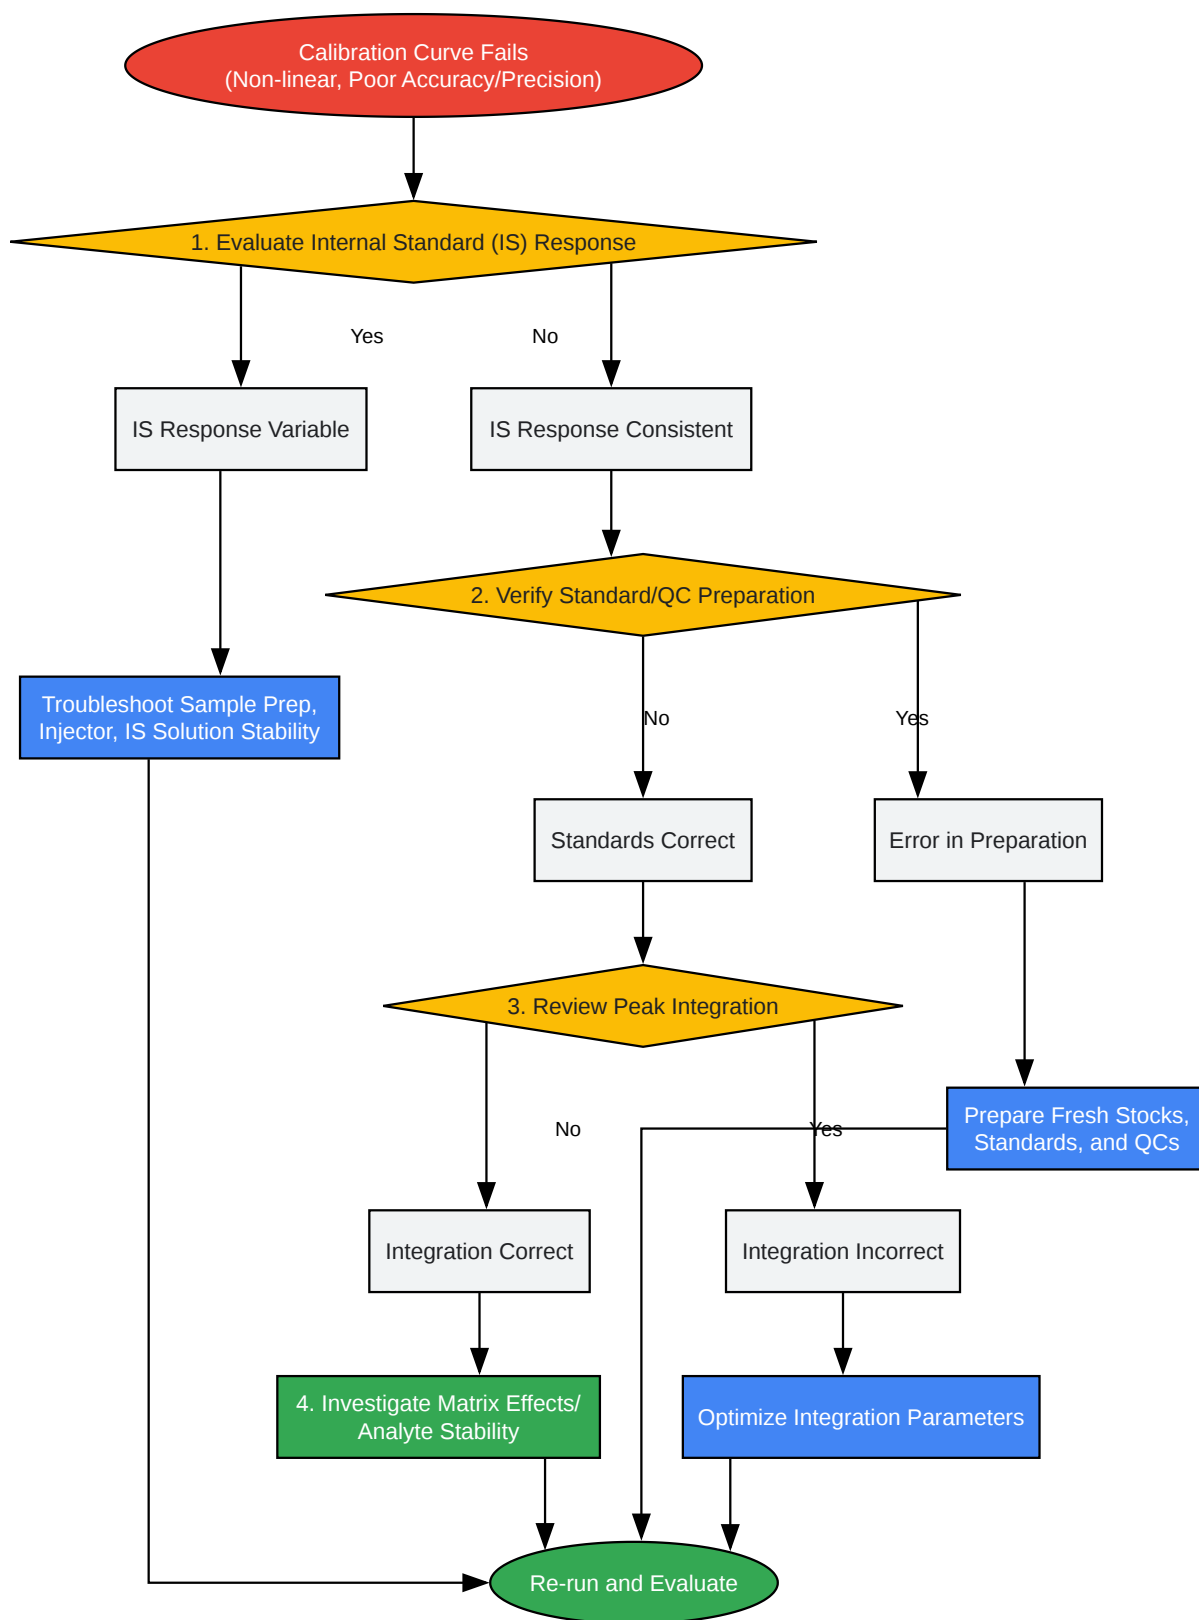 Calibration Curve Fails
(Non-linear, Poor Accuracy/Precision)
1. Evaluate Internal Standard (IS) Response
Yes
No
IS Response Variable
IS Response Consistent
2. Verify Standard/QC Preparation
Troubleshoot Sample Prep,
Injector, IS Solution Stability
No
Yes
Standards Correct
Error in Preparation
3. Review Peak Integration
No
Yes
Prepare Fresh Stocks,
Standards, and QCs
Integration Correct
Integration Incorrect
4. Investigate Matrix Effects/
Analyte Stability
Optimize Integration Parameters
Re-run and Evaluate